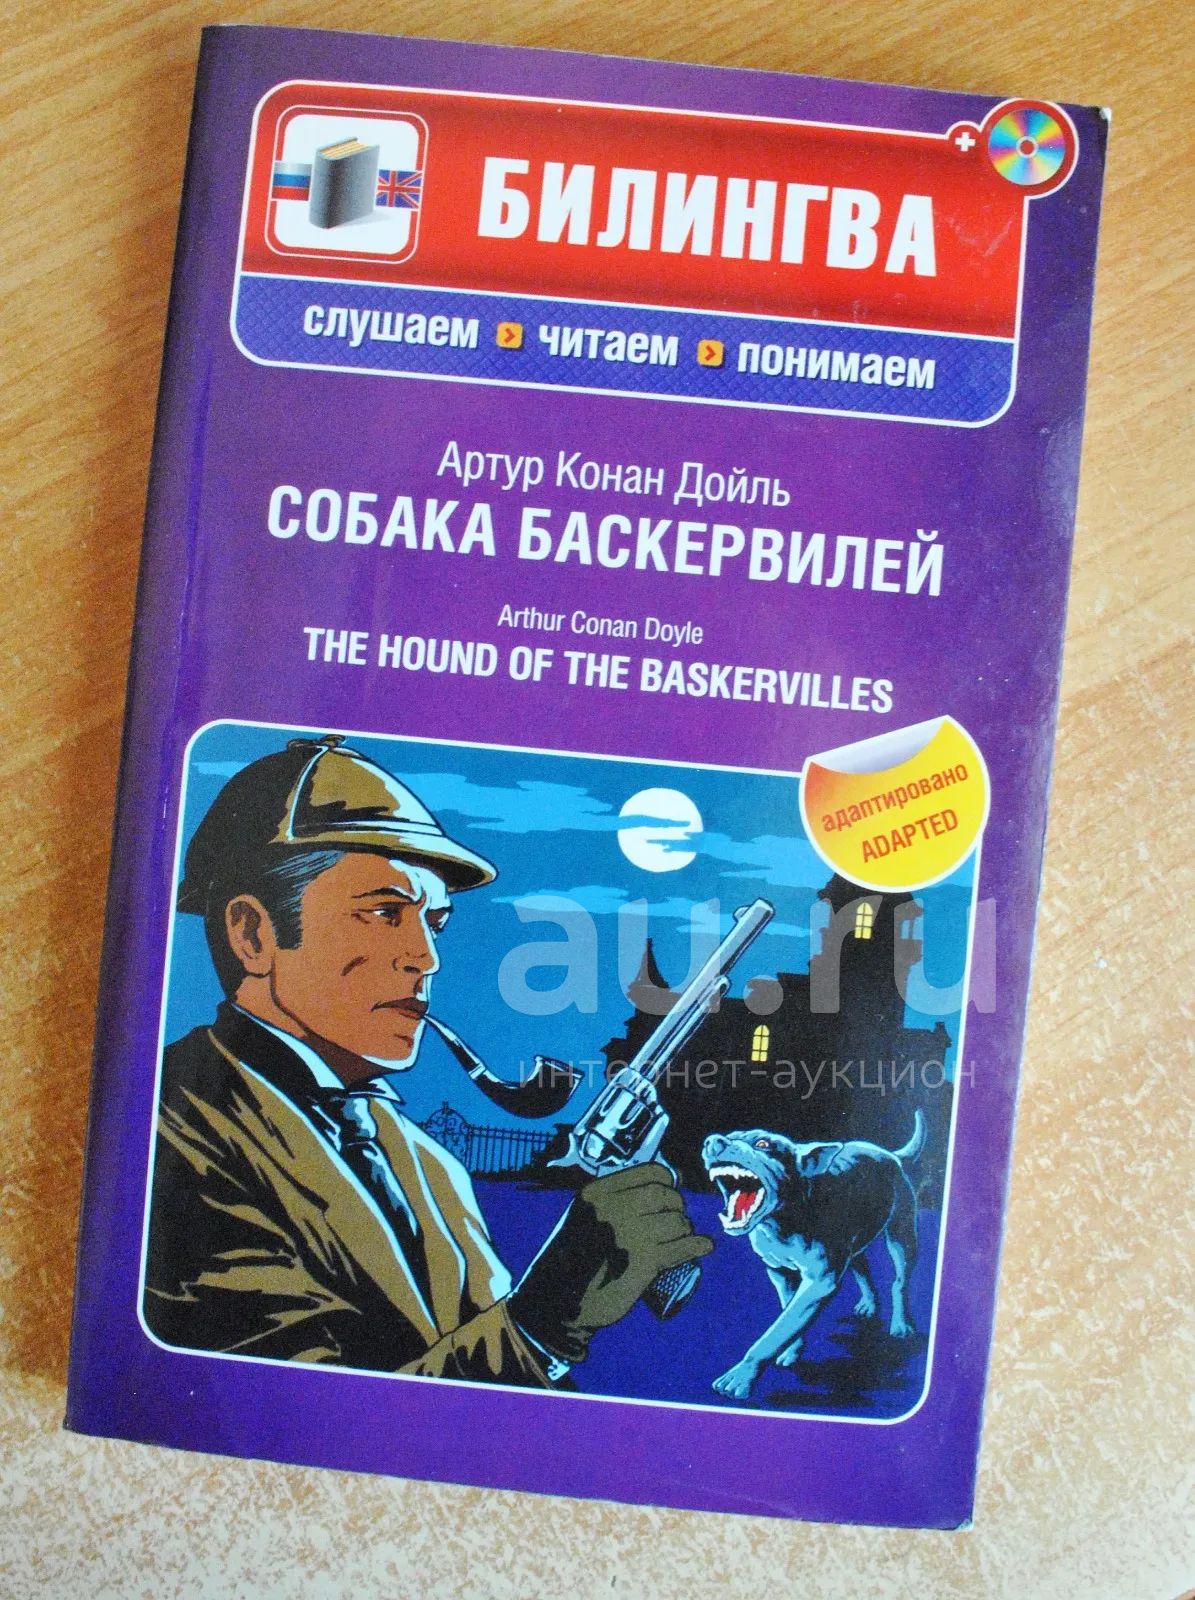 +
БИЛИНГВА
слушаем › читаем › понимаем
Артур Конан Дойль
СОБАКА БАСКЕРВИЛЕЙ
Arthur Conan Doyle
THE HOUND OF THE BASKERVILLES
адаптировано
ADAPTED
au.ru
интернет-аукцион